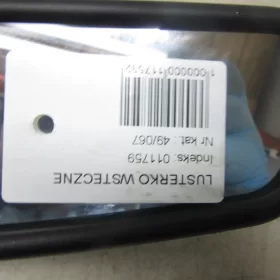 LUSTERKO WSTECZNE
Indeks 011759
Nr kat.: 49/067